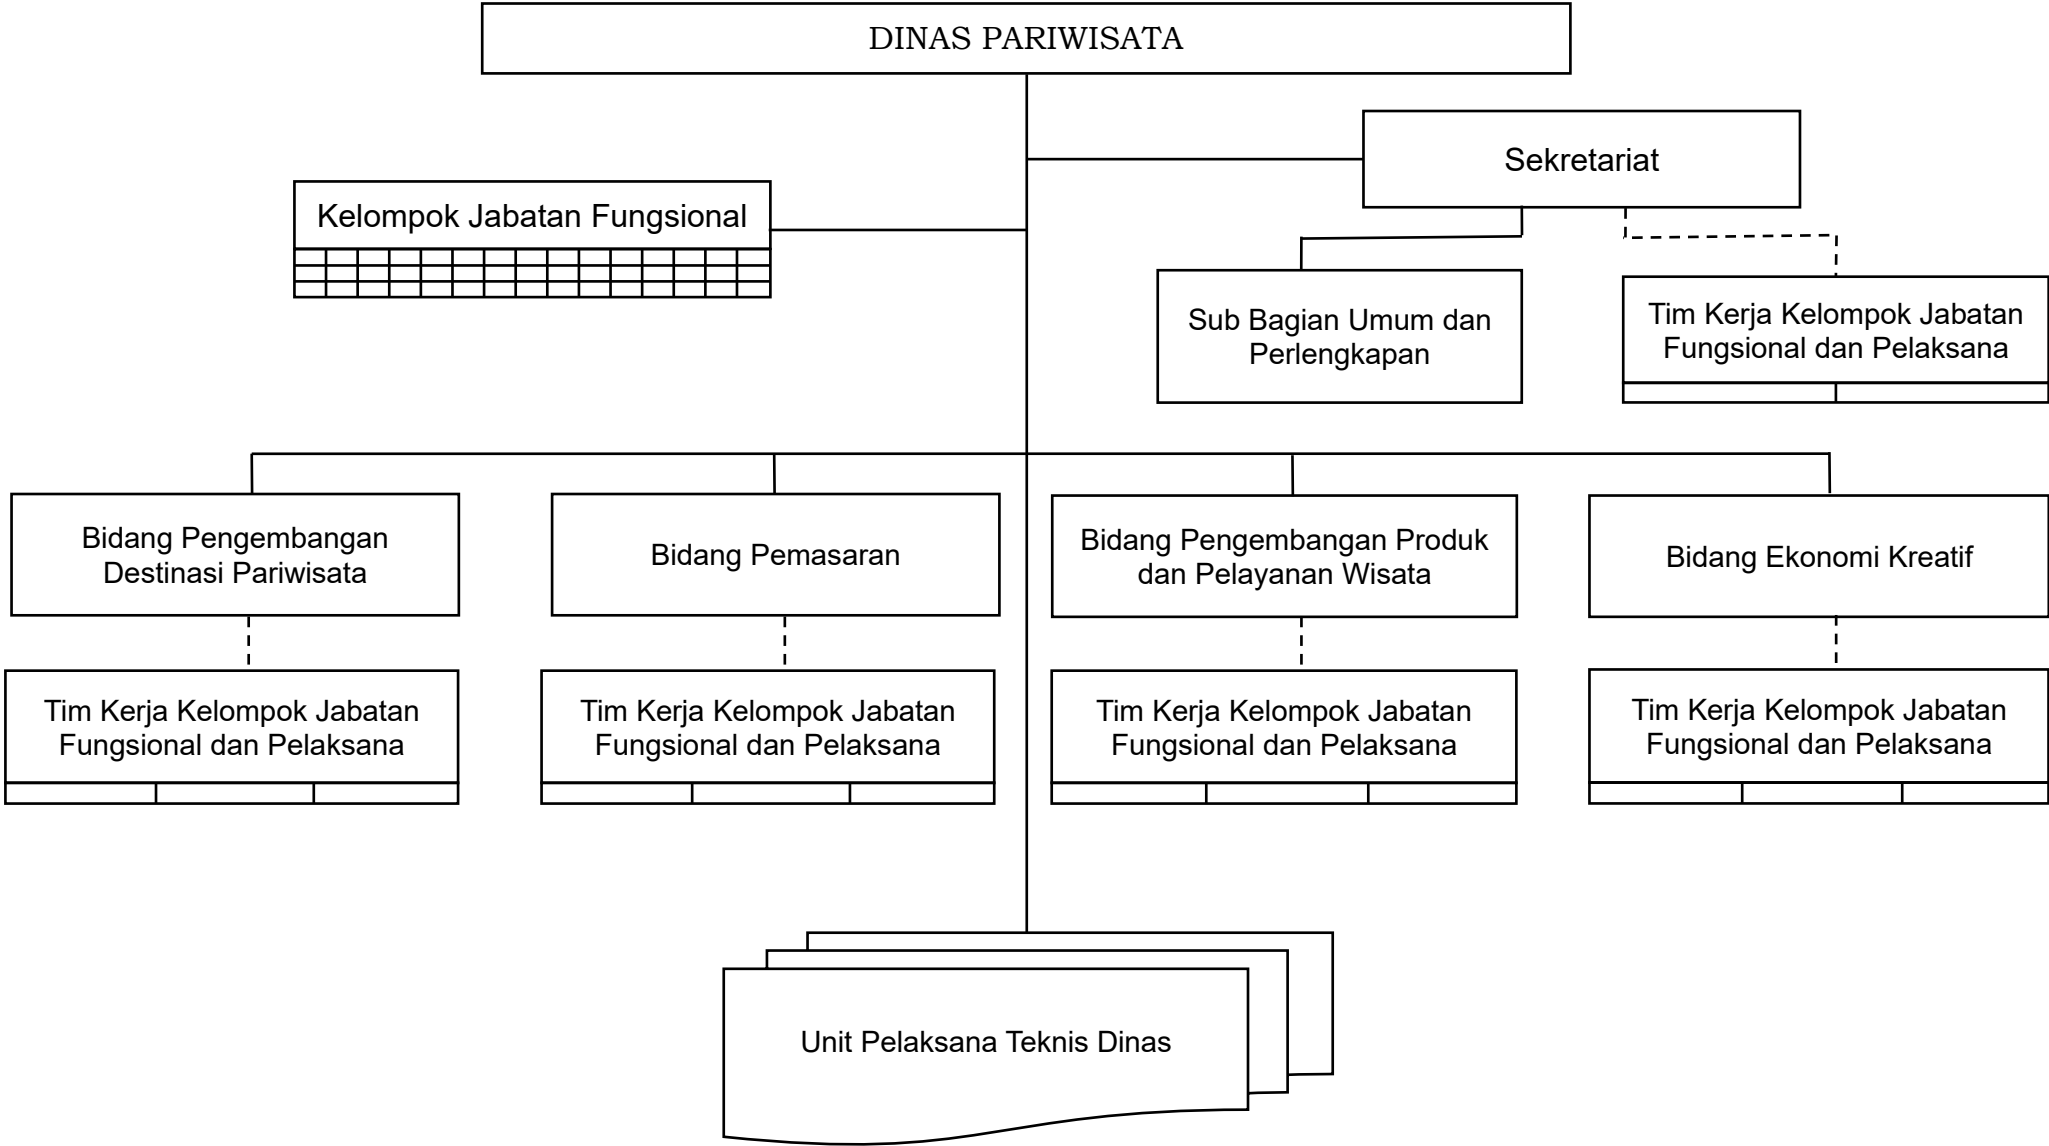 DINAS PARIWISATA
Sekretariat
Kelompok Jabatan Fungsional
Sub Bagian Umum dan
Perlengkapan
Tim Kerja Kelompok Jabatan
Fungsional dan Pelaksana
Bidang Pengembangan
Destinasi Pariwisata
Bidang Pemasaran
Bidang Pengembangan Produk
dan Pelayanan Wisata
Bidang Ekonomi Kreatif
Tim Kerja Kelompok Jabatan
Fungsional dan Pelaksana
Tim Kerja Kelompok Jabatan
Fungsional dan Pelaksana
Tim Kerja Kelompok Jabatan
Fungsional dan Pelaksana
Tim Kerja Kelompok Jabatan
Fungsional dan Pelaksana
Unit Pelaksana Teknis Dinas